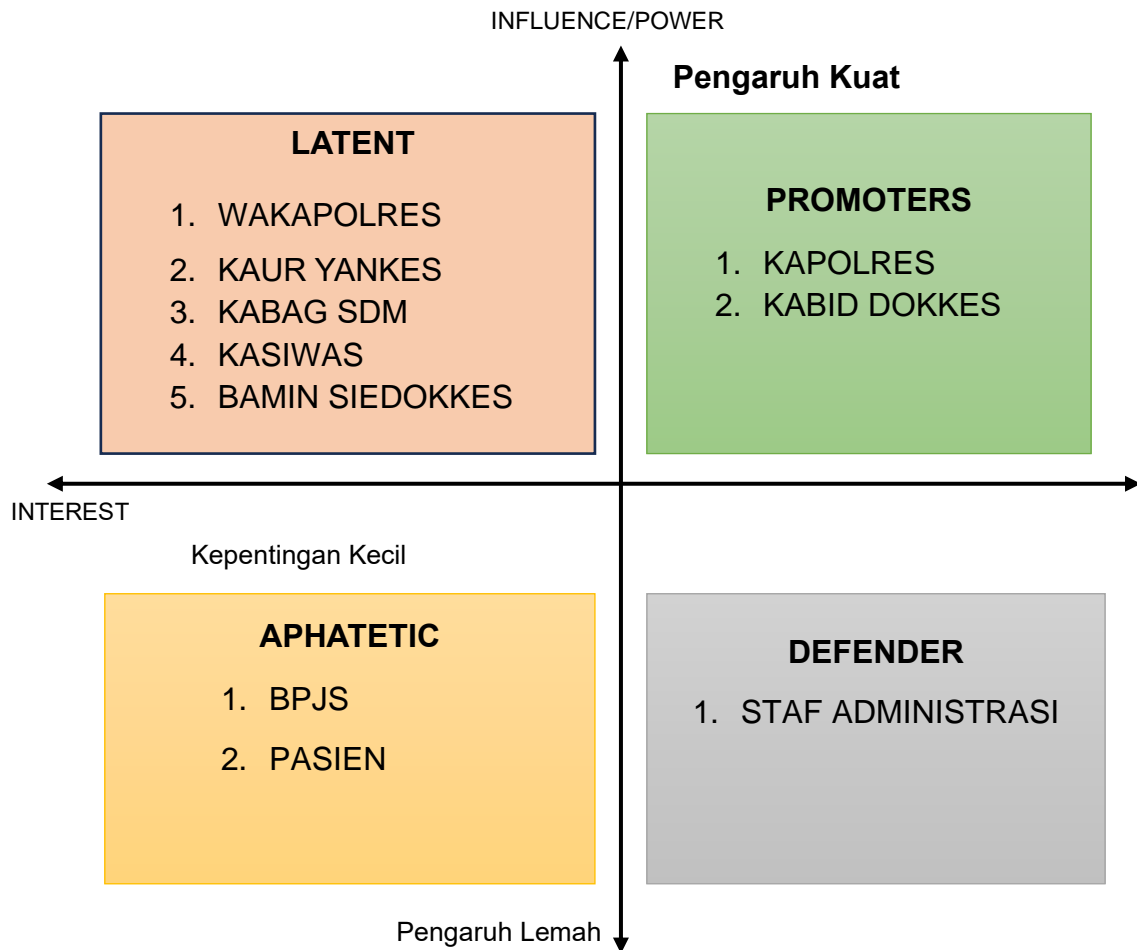 INFLUENCE/POWER
Pengaruh Kuat
LATENT
1. WAKAPOLRES
2. KAUR YANKES
3. KABAG SDM
4. KASIWAS
5. BAMIN SIEDOKKES
PROMOTERS
1. KAPOLRES
2. KABID DOKKES
INTEREST
Kepentingan Kecil
APHATETIC
1. BPJS
2. PASIEN
DEFENDER
1. STAF ADMINISTRASI
Pengaruh Lemah